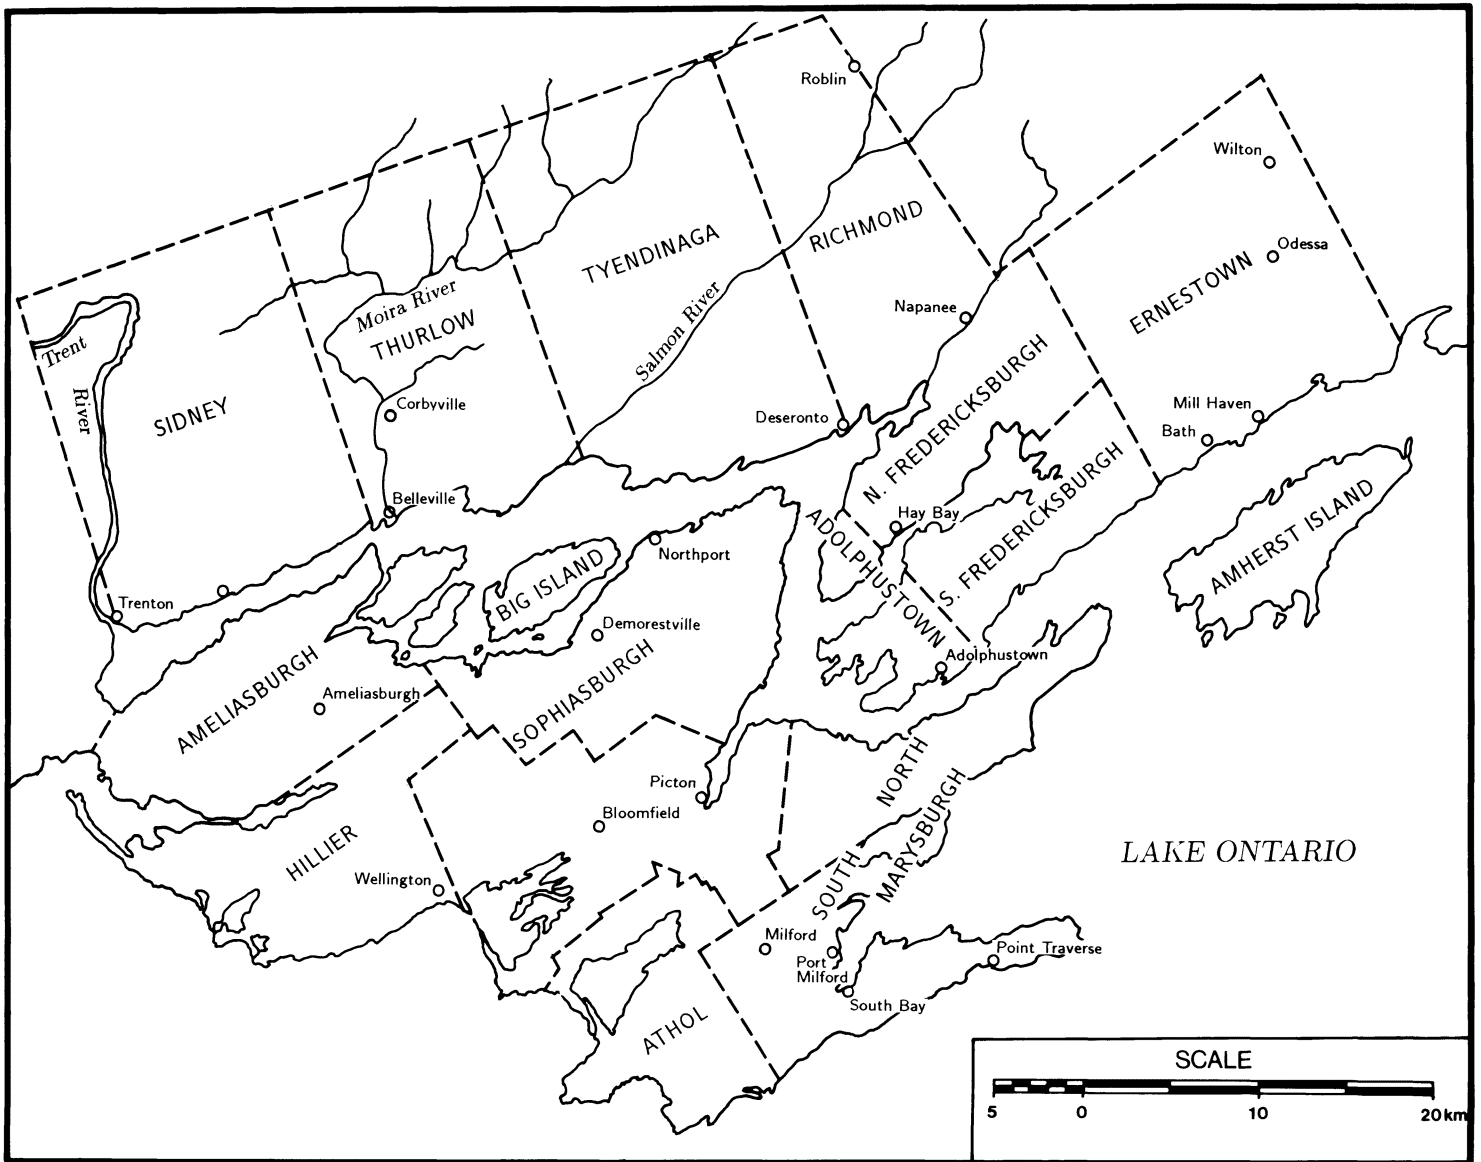 Roblin
Wilton
Odessa
RICHMOND
TYENDINAGA
ERNESTOWN
Moira River
THURLOW
Salmon River
Napanee
Trent
River
SIDNEY
Corbyville
Deseronto
Mill Haven
Bath
N. FREDERICKSBURGH
S. FREDERICKSBURGH
AMHERST ISLAND
Belleville
Hay Bay
ADOLPHUSTOWN
Northport
BIG ISLAND
Trenton
Demorestville
Adolphustown
AMELIASBURGH
Ameliasburgh
SOPHIASBURGH
Picton
Bloomfield
NORTH
MARYSBURGH
SOUTH
HILLIER
Wellington
LAKE ONTARIO
Milford
Port
Milford
Point Traverse
South Bay
ATHOL
SCALE
5 0 10 20 km